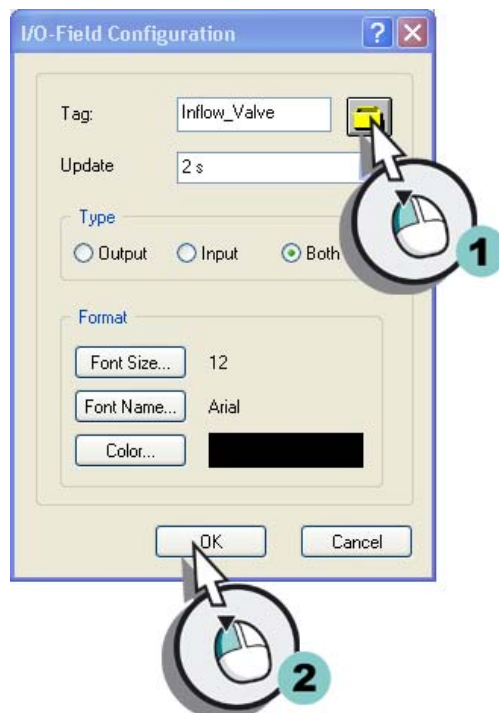 I/O-Field Configuration
Tag: Inflow_Valve
Update 2 s
1
Type
Output Input Both
Format
Font Size... 12
Font Name... Arial
Color...
OK Cancel
2